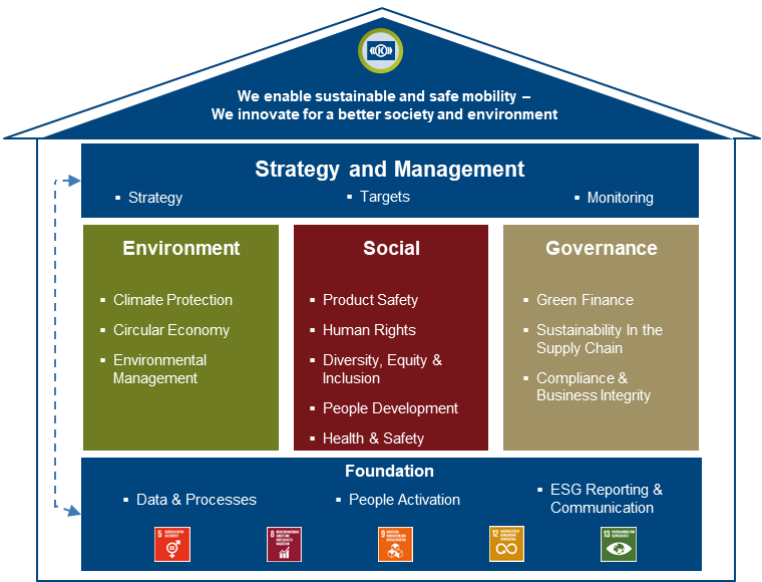 K
We enable sustainable and safe mobility –
We innovate for a better society and environment
Strategy and Management
▪ Strategy
▪ Targets
▪ Monitoring
Environment
▪ Climate Protection
▪ Circular Economy
▪ Environmental
Management
Social
▪ Product Safety
▪ Human Rights
▪ Diversity, Equity &
Inclusion
▪ People Development
▪ Health & Safety
Governance
▪ Green Finance
▪ Sustainability In the
Supply Chain
▪ Compliance &
Business Integrity
Foundation
▪ Data & Processes
▪ People Activation
▪ ESG Reporting &
Communication
5
8
9
12
13